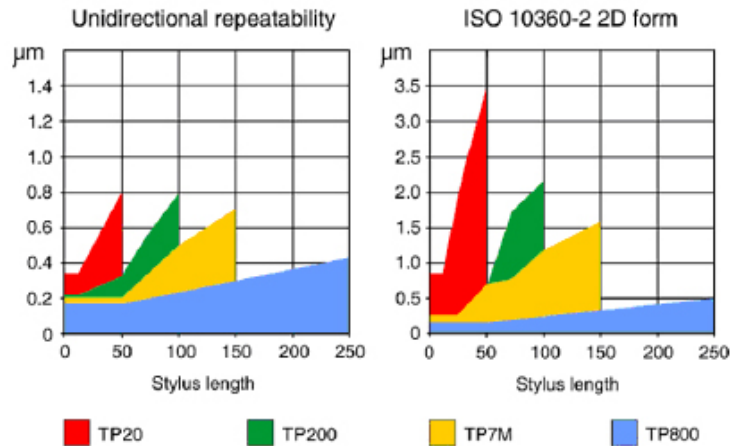 Unidirectional repeatability
µm
1.4
1.2
1.0
0.8
0.6
0.4
0.2
0
0 50 100 150 200 250
Stylus length
ISO 10360-2 2D form
µm
3.5
3.0
2.5
2.0
1.5
1.0
0.5
0
0 50 100 150 200 250
Stylus length
TP20 TP200 TP7M TP800